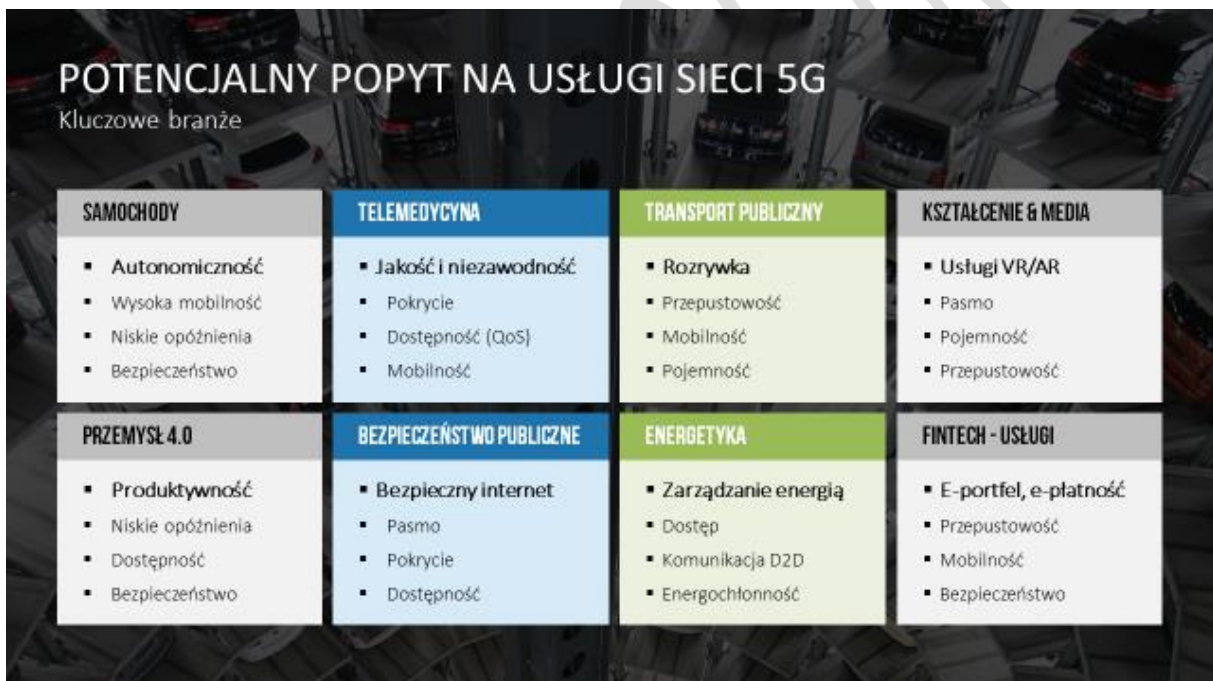 POTENCJALNY POPYT NA USŁUGI SIECI 5G
Kluczowe branże
SAMOCHODY
▪ Autonomiczność
▪ Wysoka mobilność
▪ Niskie opóźnienia
▪ Bezpieczeństwo
TELEMEDYCYNA
▪ Jakość i niezawodność
▪ Pokrycie
▪ Dostępność (QoS)
▪ Mobilność
TRANSPORT PUBLICZNY
▪ Rozrywka
▪ Przepustowość
▪ Mobilność
▪ Pojemność
KSZTAŁCENIE & MEDIA
▪ Usługi VR/AR
▪ Pasmo
▪ Pojemność
▪ Przepustowość
PRZEMYSŁ 4.0
▪ Produktywność
▪ Niskie opóźnienia
▪ Dostępność
▪ Bezpieczeństwo
BEZPIECZEŃSTWO PUBLICZNE
▪ Bezpieczny internet
▪ Pasmo
▪ Pokrycie
▪ Dostępność
ENERGETYKA
▪ Zarządzanie energią
▪ Dostęp
▪ Komunikacja D2D
▪ Energochłonność
FINTECH - USŁUGI
▪ E-portfel, e-płatność
▪ Przepustowość
▪ Mobilność
▪ Bezpieczeństwo